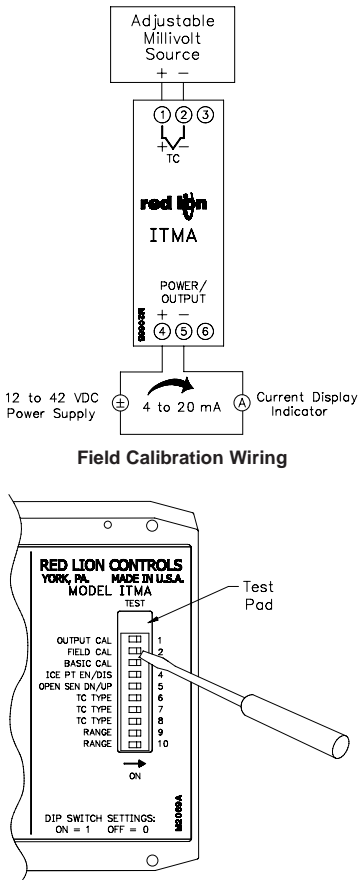 Adjustable
Millivolt
Source
+ −
1 2 3
+ −
TC
red lion
ITMA
POWER/
OUTPUT
M2068B
+ −
4 5 6
12 to 42 VDC
Power Supply
±
4 to 20 mA
A
Current Display
Indicator
Field Calibration Wiring
RED LION CONTROLS
YORK, PA. MADE IN U.S.A.
MODEL ITMA
TEST
Test
Pad
OUTPUT CAL 1
FIELD CAL 2
BASIC CAL
ICE PT EN/DIS 4
OPEN SEN DN/UP 5
TC TYPE 6
TC TYPE 7
TC TYPE 8
RANGE 9
RANGE 10
ON
DIP SWITCH SETTINGS:
ON = 1 OFF = 0
M2069A